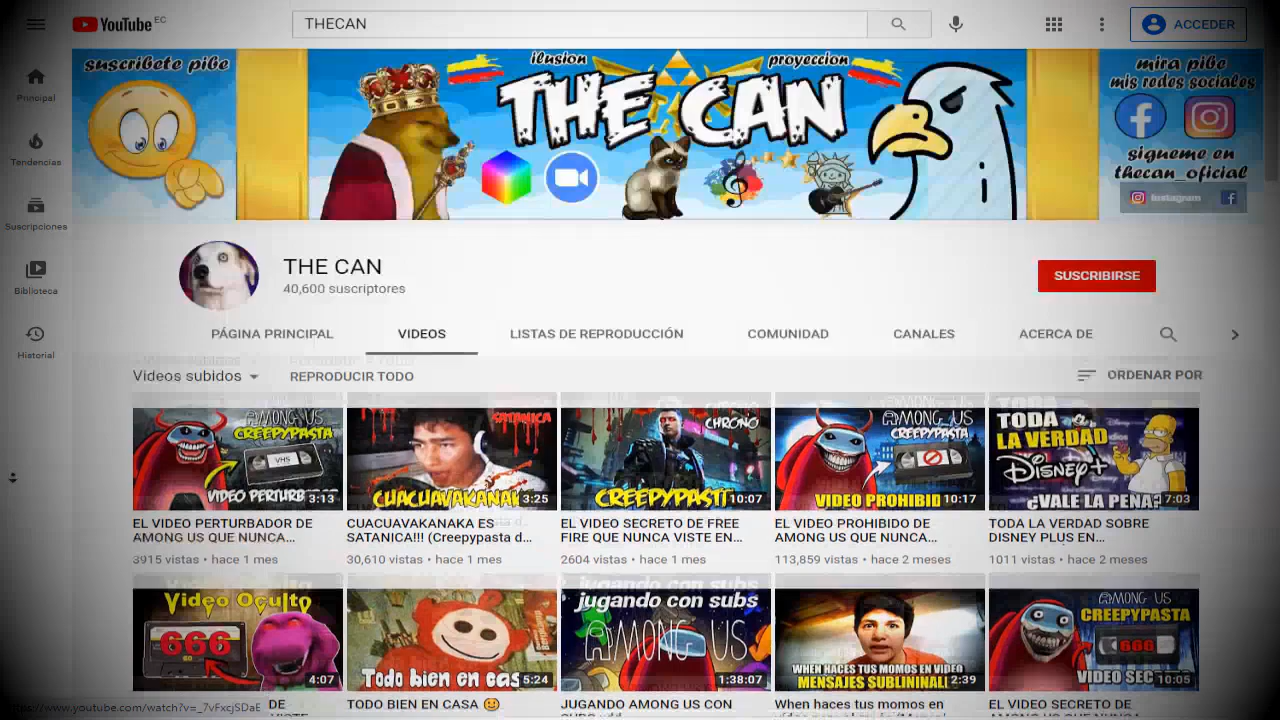 YouTube EC
THECAN
ACCEDER
Principal
Tendencias
Suscripciones
Biblioteca
Historial
suscribete pibe
ilusion
proyeccion
THE CAN
mira pibe
mis redes sociales
sigueme en
thecan_oficial
Instagram
THE CAN
40,600 suscriptores
SUSCRIBIRSE
PÁGINA PRINCIPAL
VIDEOS
LISTAS DE REPRODUCCIÓN
COMUNIDAD
CANALES
ACERCA DE
Videos subidos
REPRODUCIR TODO
ORDENAR POR
AMONG US
CREEPYPASTA
VHS
VIDEO PERTURB
3:13
SATANICA
CUACUAVAKANAK
3:25
CHRONO
CREEPYPAST
10:07
AMONG US
CREEPYPASTA
VIDEO PROHIBID
10:17
TODA
LA VERDAD
Disney+
¿VALE LA PENA?
7:03
EL VIDEO PERTURBADOR DE
AMONG US QUE NUNCA...
3915 vistas • hace 1 mes
CUACUAVAKANAKA ES
SATANICA!!! (Creepypasta d...
30,610 vistas • hace 1 mes
EL VIDEO SECRETO DE FREE
FIRE QUE NUNCA VISTE EN...
2604 vistas • hace 1 mes
EL VIDEO PROHIBIDO DE
AMONG US QUE NUNCA...
113,859 vistas • hace 2 meses
TODA LA VERDAD SOBRE
DISNEY PLUS EN...
1011 vistas • hace 2 meses
Video Oculto
666
4:07
Todo bien en cas
5:24
jugando con subs
AMONG US
1:38:07
WHEN HACES TUS MOMOS EN VIDEO
MENSAJES SUBLIMINAL
2:39
AMONG US
CREEPYPASTA
666
VIDEO SEC
10:05
TODO BIEN EN CASA 🙂
JUGANDO AMONG US CON
When haces tus momos en
EL VIDEO SECRETO DE
https://www.youtube.com/watch?v=_7vFxcjSDaE